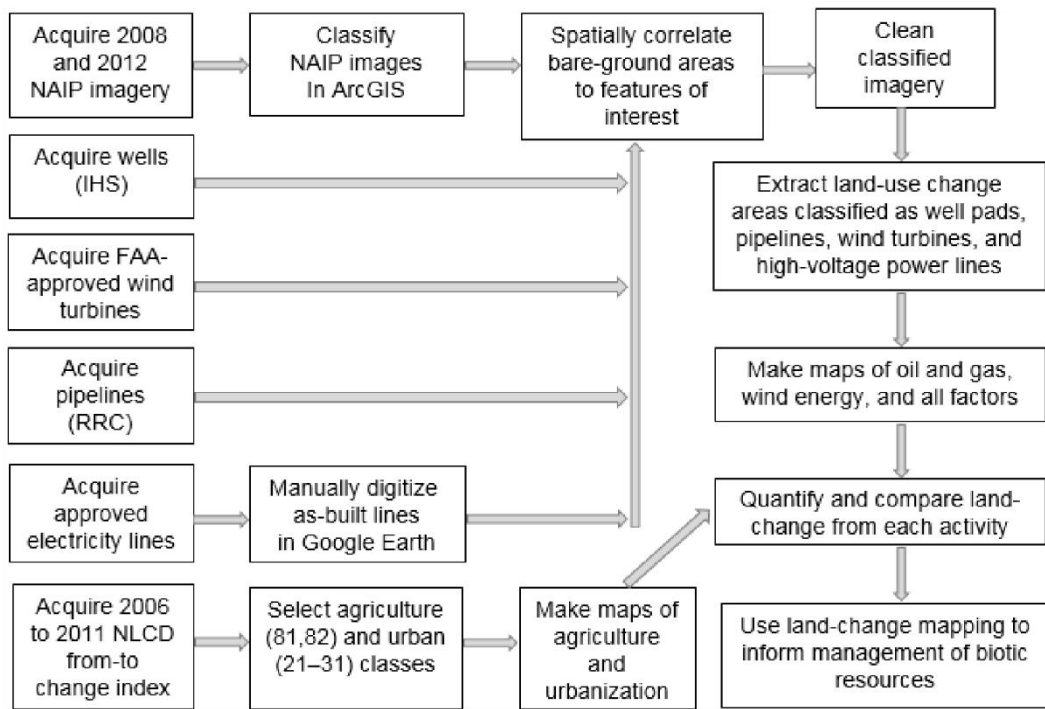 Acquire 2008
and 2012
NAIP imagery
Classify
NAIP images
In ArcGIS
Spatially correlate
bare-ground areas
to features of
interest
Clean
classified
imagery
Acquire wells
(IHS)
Extract land-use change
areas classified as well pads,
pipelines, wind turbines, and
high-voltage power lines
Acquire FAA-
approved wind
turbines
Acquire
pipelines
(RRC)
Make maps of oil and gas,
wind energy, and all factors
Acquire
approved
electricity lines
Manually digitize
as-built lines
in Google Earth
Quantify and compare land-
change from each activity
Acquire 2006
to 2011 NLCD
from-to
change index
Select agriculture
(81,82) and urban
(21–31) classes
Make maps of
agriculture
and
urbanization
Use land-change mapping to
inform management of biotic
resources